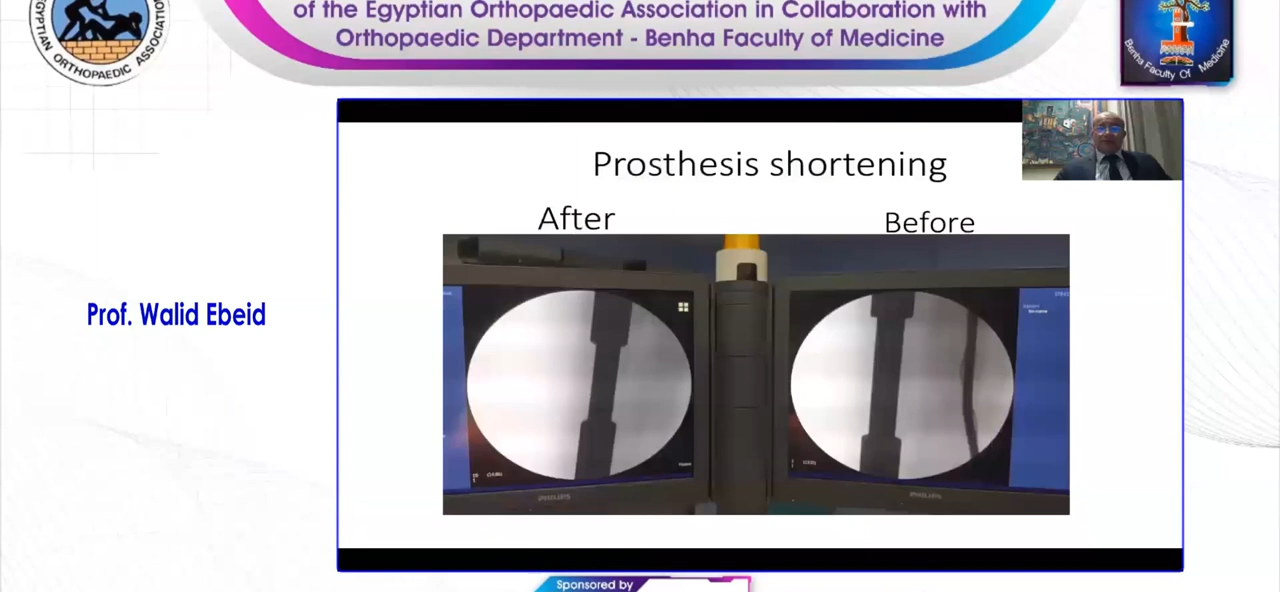 of the Egyptian Orthopaedic Association in Collaboration with
Orthopaedic Department - Benha Faculty of Medicine
EGYPTIAN ORTHOPAEDIC ASSOCIATION
Benha Faculty Of Medicine
Prosthesis shortening
After
Before
Prof. Walid Ebeid
PHILIPS
PHILIPS
Sponsored by